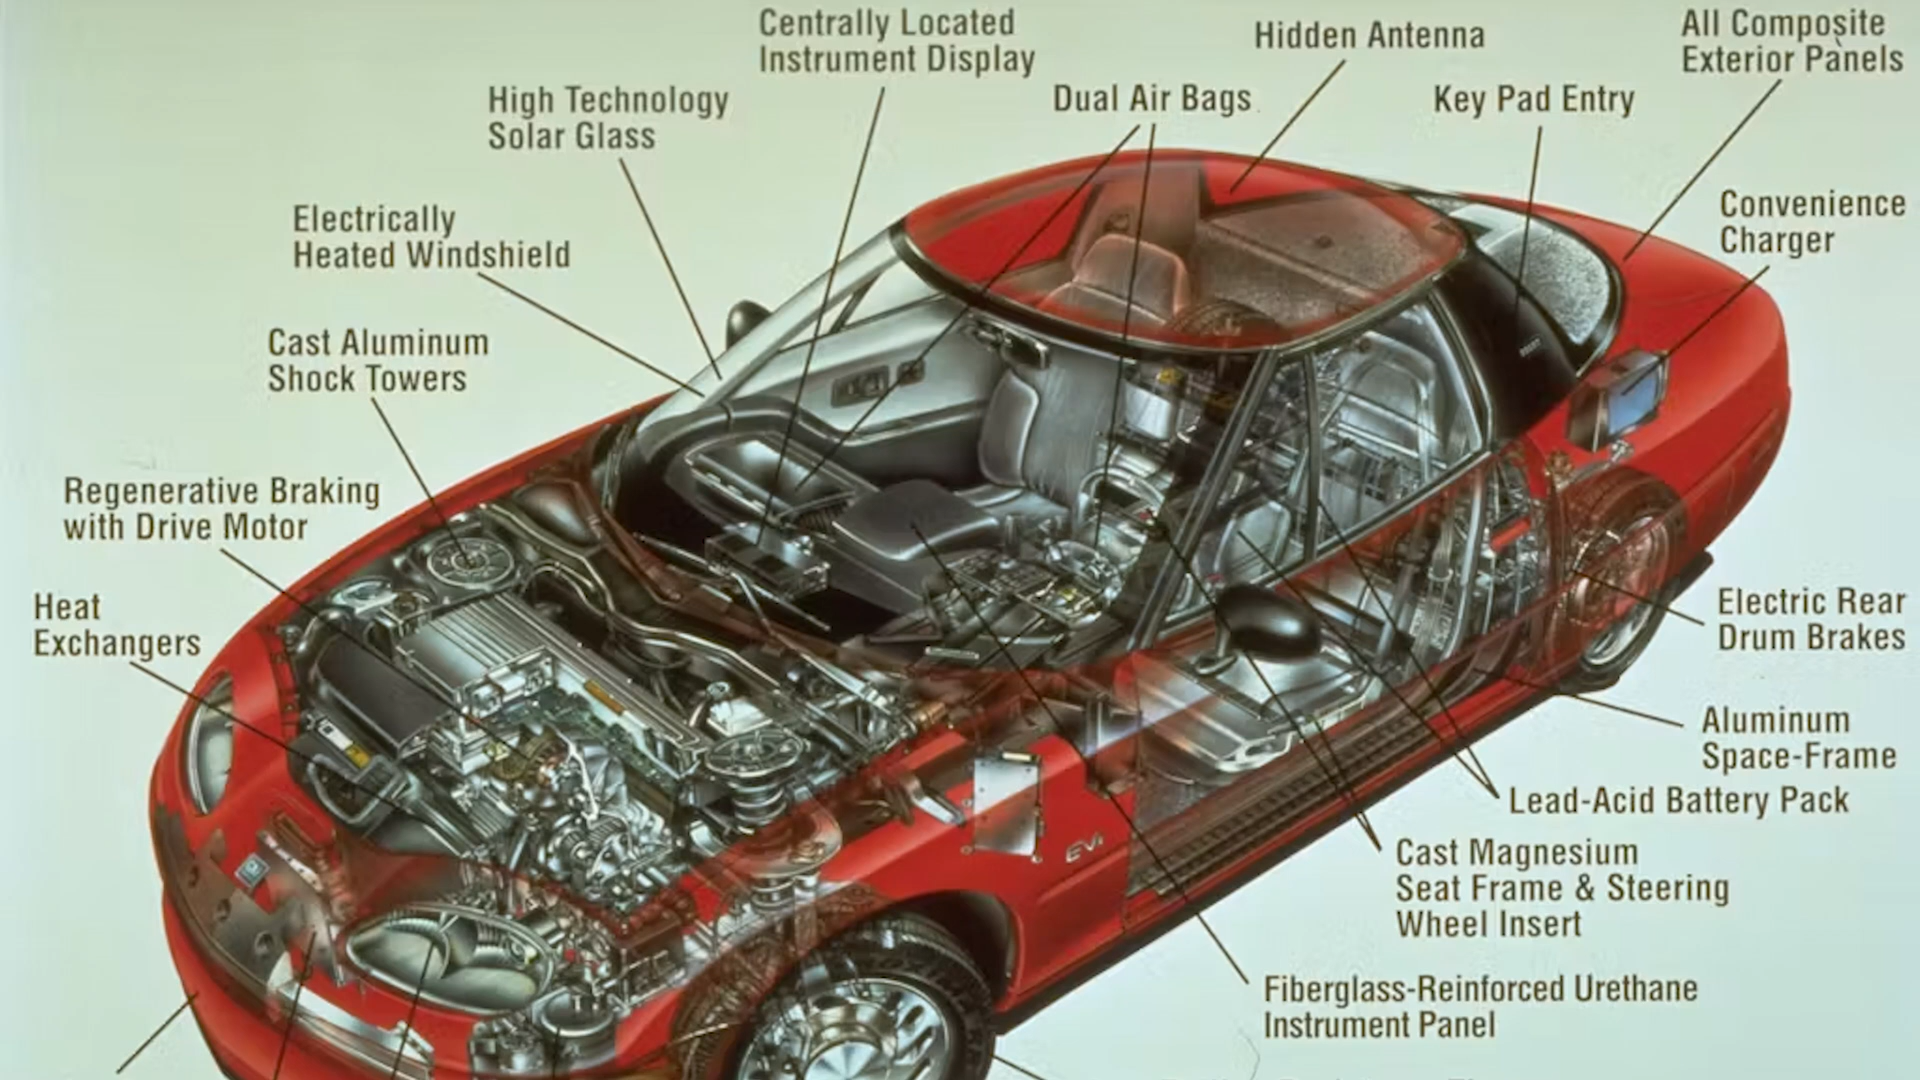 Centrally Located
Instrument Display
Hidden Antenna
All Composite
Exterior Panels
High Technology
Solar Glass
Dual Air Bags
Key Pad Entry
Electrically
Heated Windshield
Convenience
Charger
Cast Aluminum
Shock Towers
Regenerative Braking
with Drive Motor
Heat
Exchangers
Electric Rear
Drum Brakes
Aluminum
Space-Frame
Lead-Acid Battery Pack
EV1
Cast Magnesium
Seat Frame & Steering
Wheel Insert
Fiberglass-Reinforced Urethane
Instrument Panel